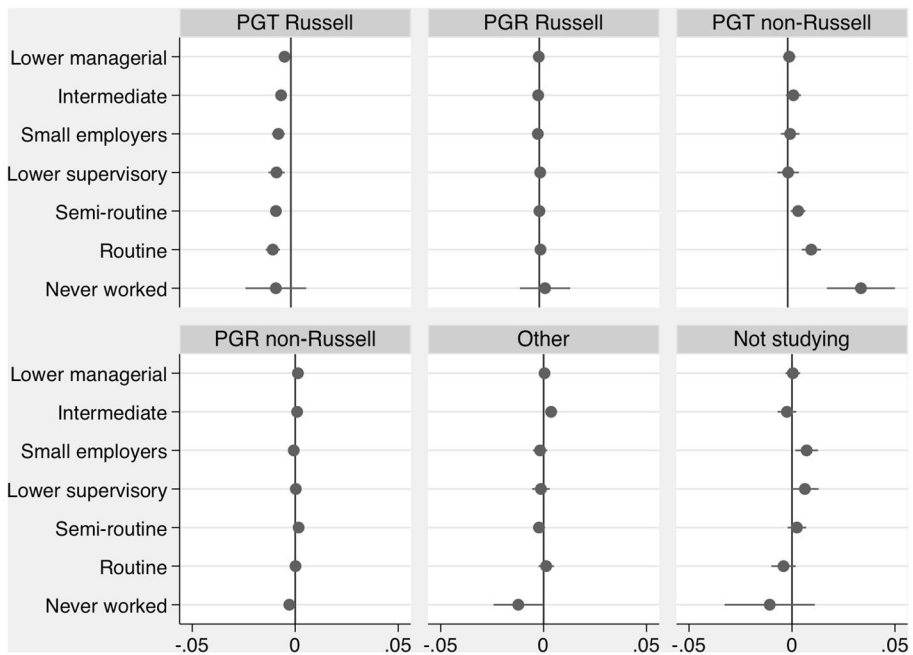 PGT Russell PGR Russell PGT non-Russell
Lower managerial
Intermediate
Small employers
Lower supervisory
Semi-routine
Routine
Never worked
PGR non-Russell Other Not studying
Lower managerial
Intermediate
Small employers
Lower supervisory
Semi-routine
Routine
Never worked
-.05 0 .05 -.05 0 .05 -.05 0 .05